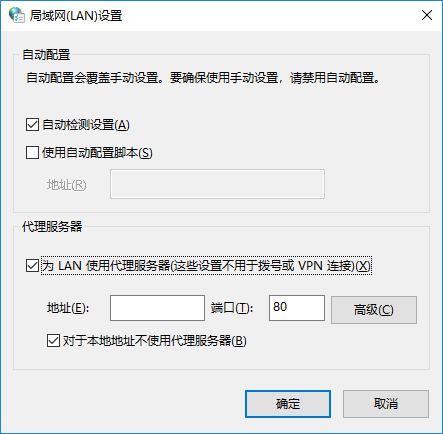 局域网(LAN)设置
自动配置
自动配置会覆盖手动设置。要确保使用手动设置，请禁用自动配置。
自动检测设置(A)
使用自动配置脚本(S)
地址(R)
代理服务器
为 LAN 使用代理服务器(这些设置不用于拨号或 VPN 连接)(X)
地址(E): 端口(T): 80 高级(C)
对于本地地址不使用代理服务器(B)
确定 取消